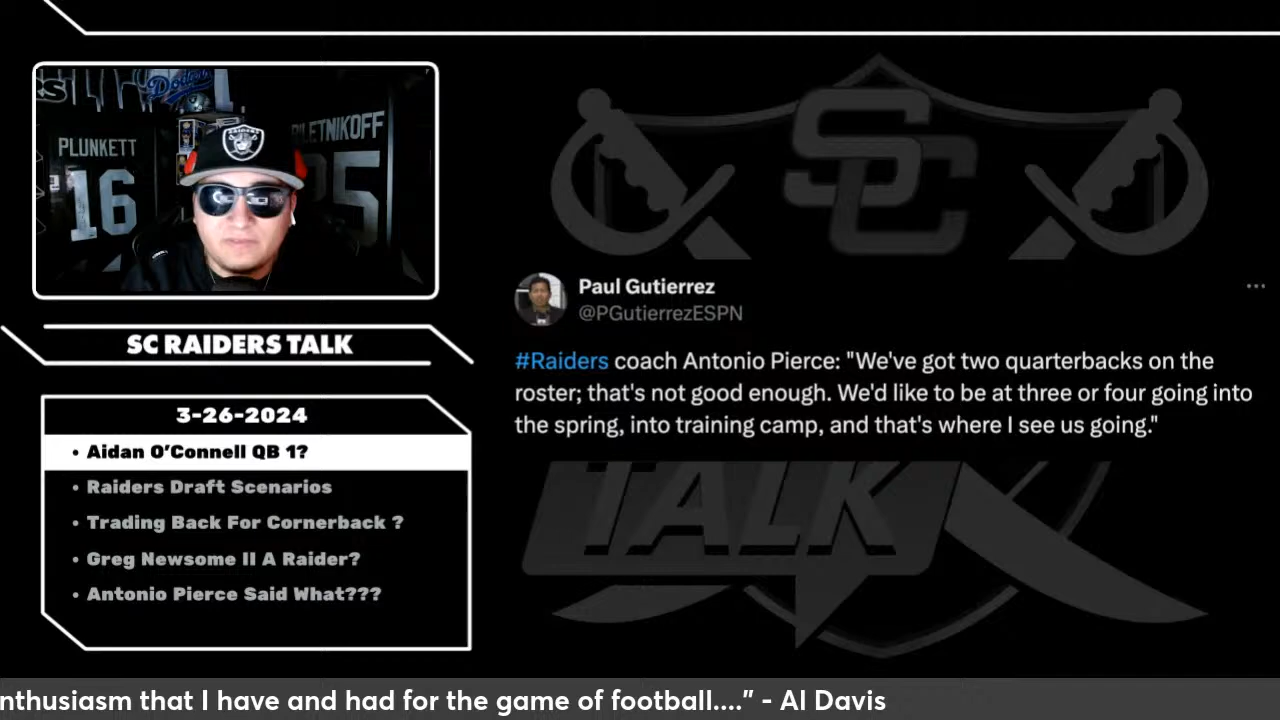 Dodgers
PLUNKETT
16
BILETNIKOFF
25
RAIDERS
SC
Paul Gutierrez
@PGutierrezESPN
#Raiders coach Antonio Pierce: "We've got two quarterbacks on the
roster; that's not good enough. We'd like to be at three or four going into
the spring, into training camp, and that's where I see us going."
SC RAIDERS TALK
3-26-2024
• Aidan O'Connell QB 1?
• Raiders Draft Scenarios
• Trading Back For Cornerback ?
• Greg Newsome II A Raider?
• Antonio Pierce Said What???
TALK
nthusiasm that I have and had for the game of football...." - Al Davis